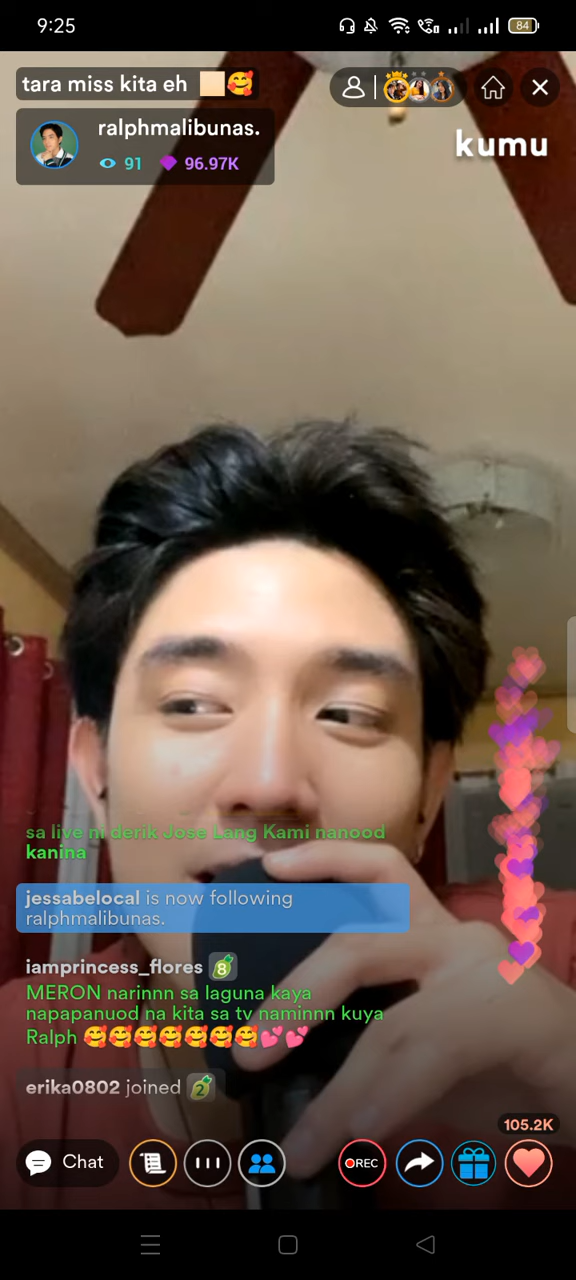 9:25
84
tara miss kita eh 🏻🥰
ralphmalibunas.
91 96.97K
kumu
sa live ni derik Jose Lang Kami nanood
kanina
jessabelocal is now following
ralphmalibunas.
iamprincess_flores 8
MERON narinnn sa laguna kaya
napapanuod na kita sa tv naminnn kuya
Ralph 🥰🥰🥰🥰🥰🥰🥰💕💕
erika0802 joined 2
105.2K
Chat
REC